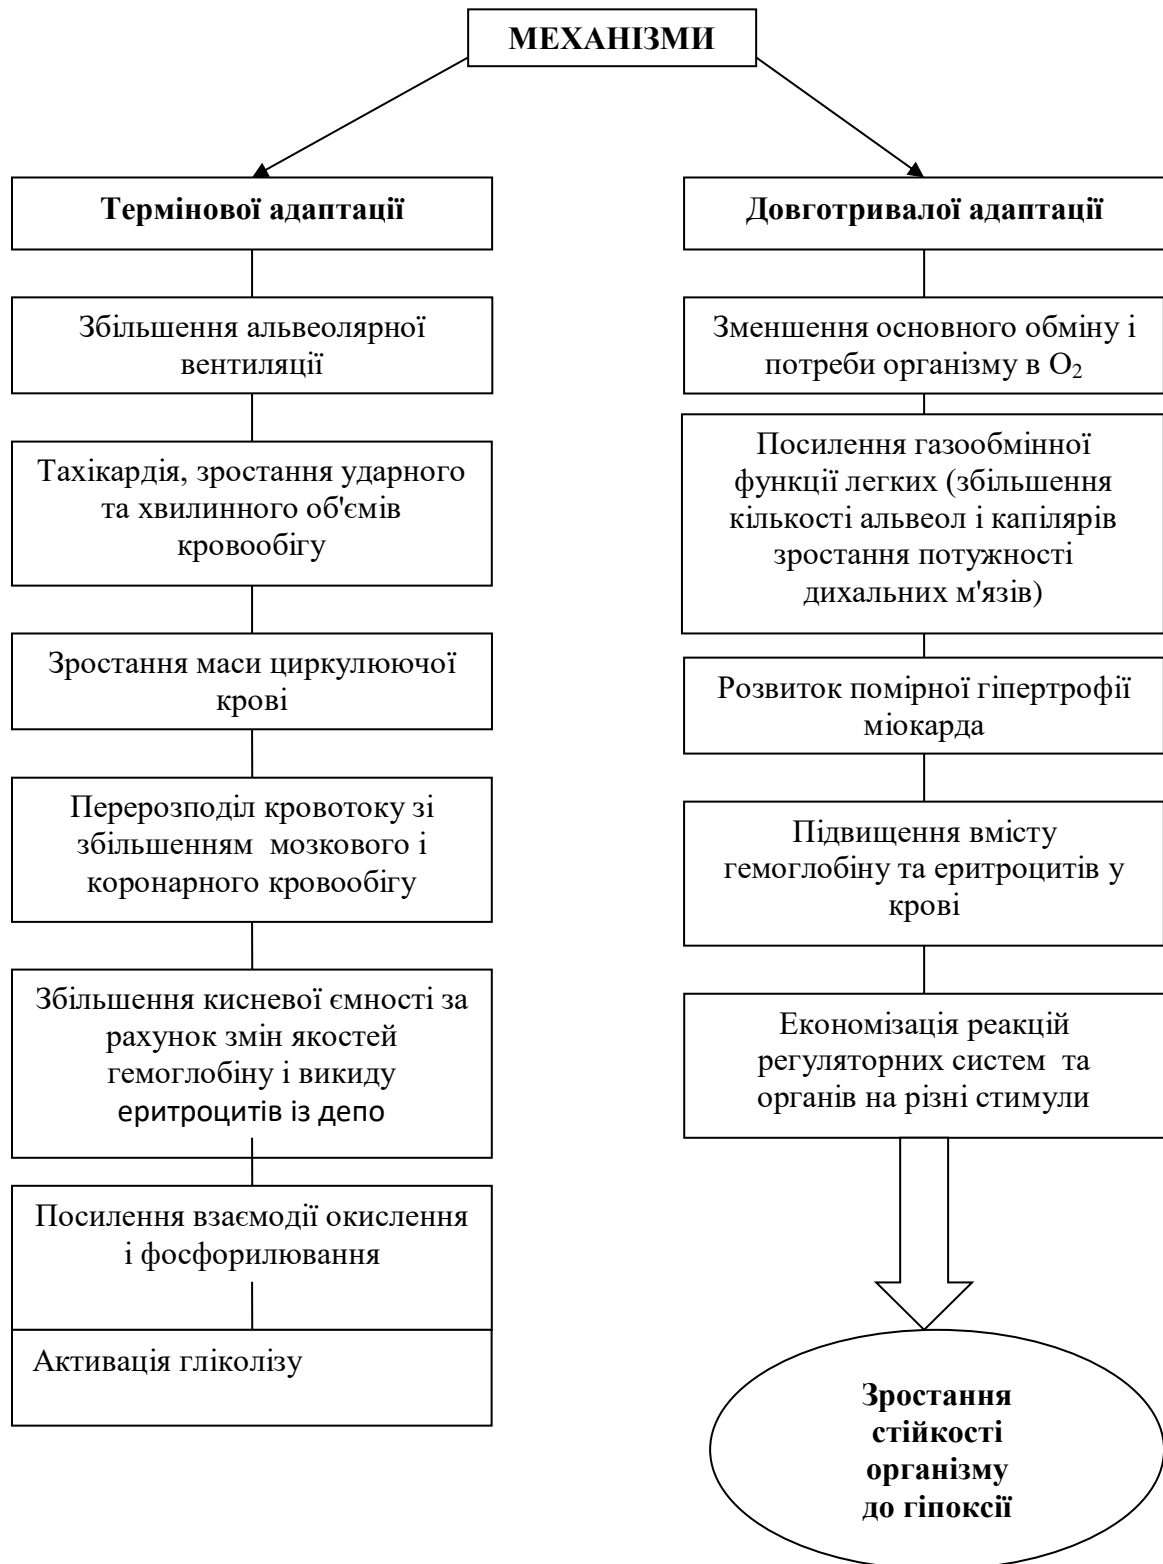 МЕХАНІЗМИ
Термінової адаптації
Збільшення альвеолярної
вентиляції
Тахікардія, зростання ударного
та хвилинного об'ємів
кровообігу
Зростання маси циркулюючої
крові
Перерозподіл кровотоку зі
збільшенням мозкового і
коронарного кровообігу
Збільшення кисневої ємності за
рахунок змін якостей
гемоглобіну і викиду
еритроцитів із депо
Посилення взаємодії окислення
і фосфорилювання
Активація гліколізу
Довготривалої адаптації
Зменшення основного обміну і
потреби організму в O₂
Посилення газообмінної
функції легких (збільшення
кількості альвеол і капілярів
зростання потужності
дихальних м'язів)
Розвиток помірної гіпертрофії
міокарда
Підвищення вмісту
гемоглобіну та еритроцитів у
крові
Економізація реакцій
регуляторних систем та
органів на різні стимули
Зростання
стійкості
організму
до гіпоксії